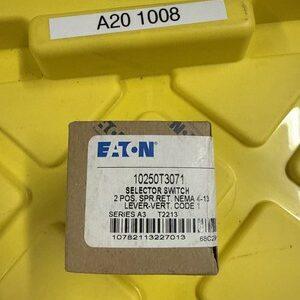 A20 1008
EATON
10250T3071
SELECTOR SWITCH
2 POS. SPR.RET. NEMA 4-13
LEVER-VERT. CODE 1
SERIES A3 T2213
10782113227013